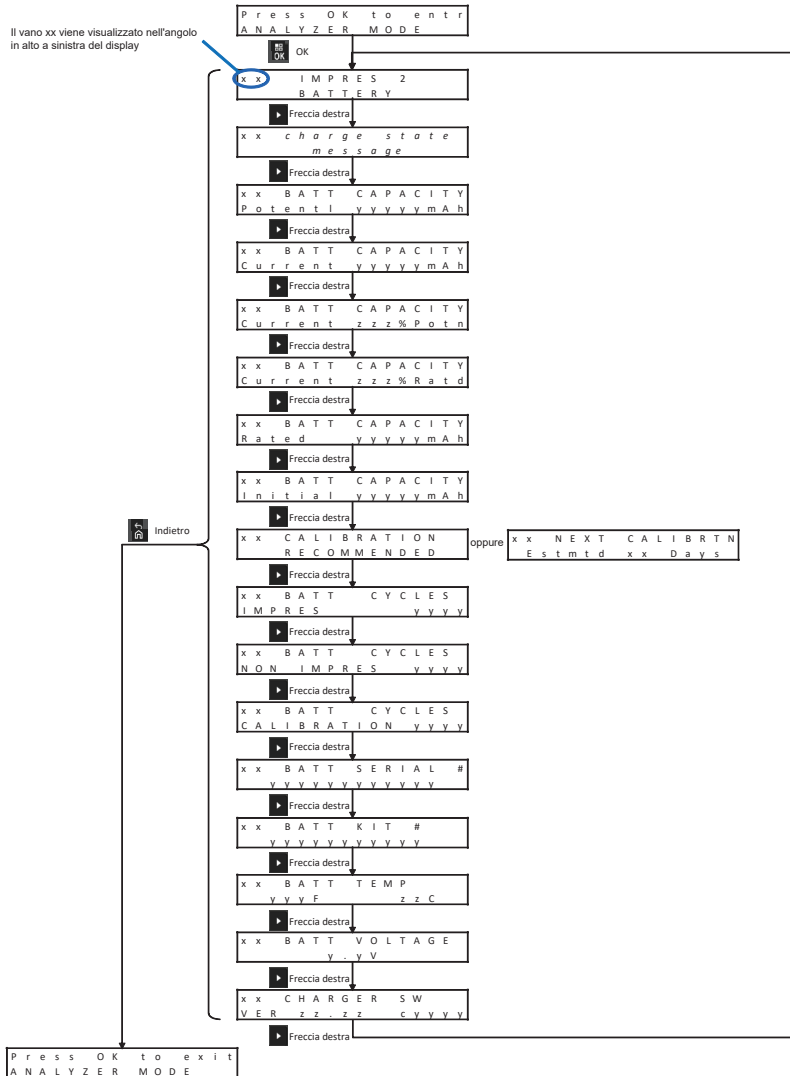 Press OK to entr
ANALYZER MODE
Il vano xx viene visualizzato nell'angolo
in alto a sinistra del display
OK OK
xx IMPRES 2
BATTERY
Freccia destra
xx charge state
message
Freccia destra
xx BATT CAPACITY
Potentl yyyyymAh
Freccia destra
xx BATT CAPACITY
Current yyyyymAh
Freccia destra
xx BATT CAPACITY
Current zzz%Potn
Freccia destra
xx BATT CAPACITY
Current zzz%Ratd
Freccia destra
xx BATT CAPACITY
Rated yyyyymAh
Freccia destra
xx BATT CAPACITY
Initial yyyyymAh
Freccia destra
Indietro
xx CALIBRATION
RECOMMENDED
oppure
xx NEXT CALIBRTN
Estmtd xx Days
Freccia destra
xx BATT CYCLES
IMPRES yyyy
Freccia destra
xx BATT CYCLES
NON IMPRES yyyy
Freccia destra
xx BATT CYCLES
CALIBRATION yyyy
Freccia destra
xx BATT SERIAL #
yyyyyyyyyyyy
Freccia destra
xx BATT KIT #
yyyyyyyyyyy
Freccia destra
xx BATT TEMP
yyyF zzC
Freccia destra
xx BATT VOLTAGE
y.yV
Freccia destra
xx CHARGER SW
VER zz.zz cyyyy
Freccia destra
Press OK to exit
ANALYZER MODE